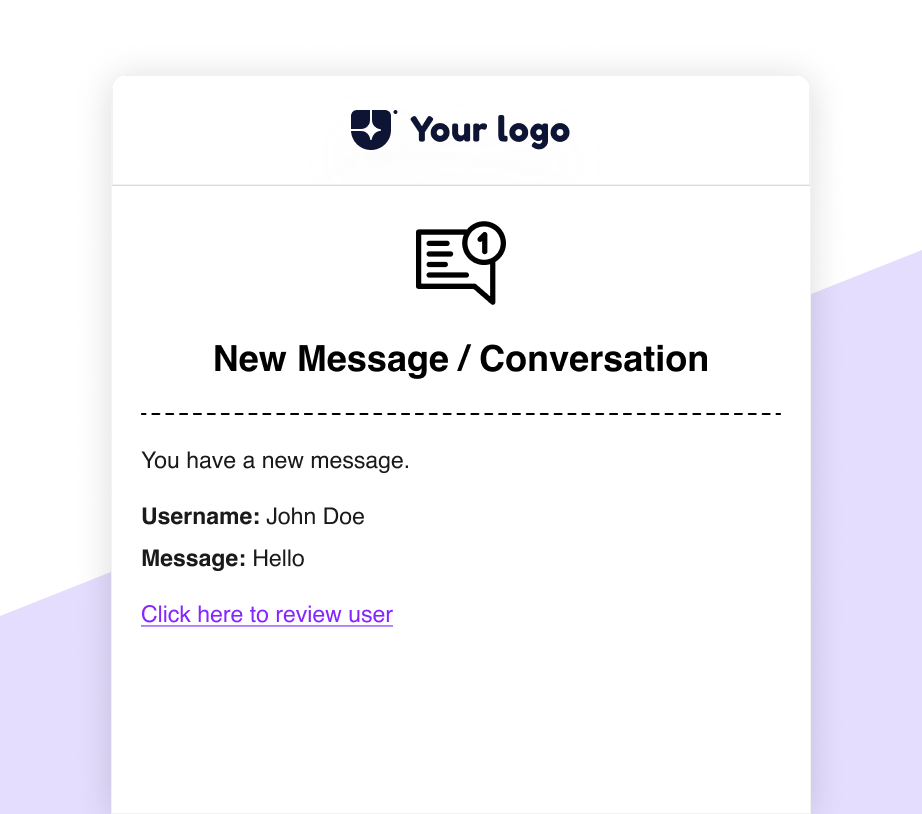 Your logo
1
New Message / Conversation
You have a new message.
Username: John Doe
Message: Hello
Click here to review user